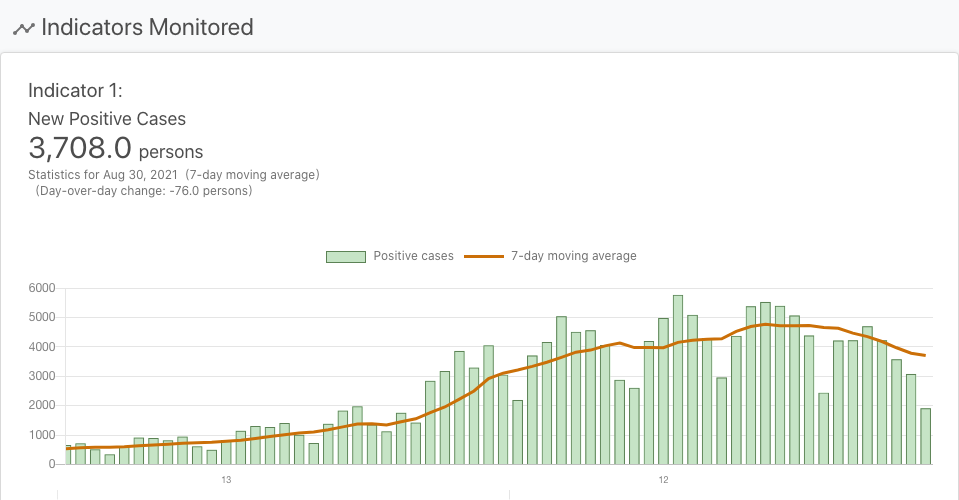 Indicators Monitored
Indicator 1:
New Positive Cases
3,708.0 persons
Statistics for Aug 30, 2021 (7-day moving average)
(Day-over-day change: -76.0 persons)
Positive cases
7-day moving average
6000
5000
4000
3000
2000
1000
0
13
12